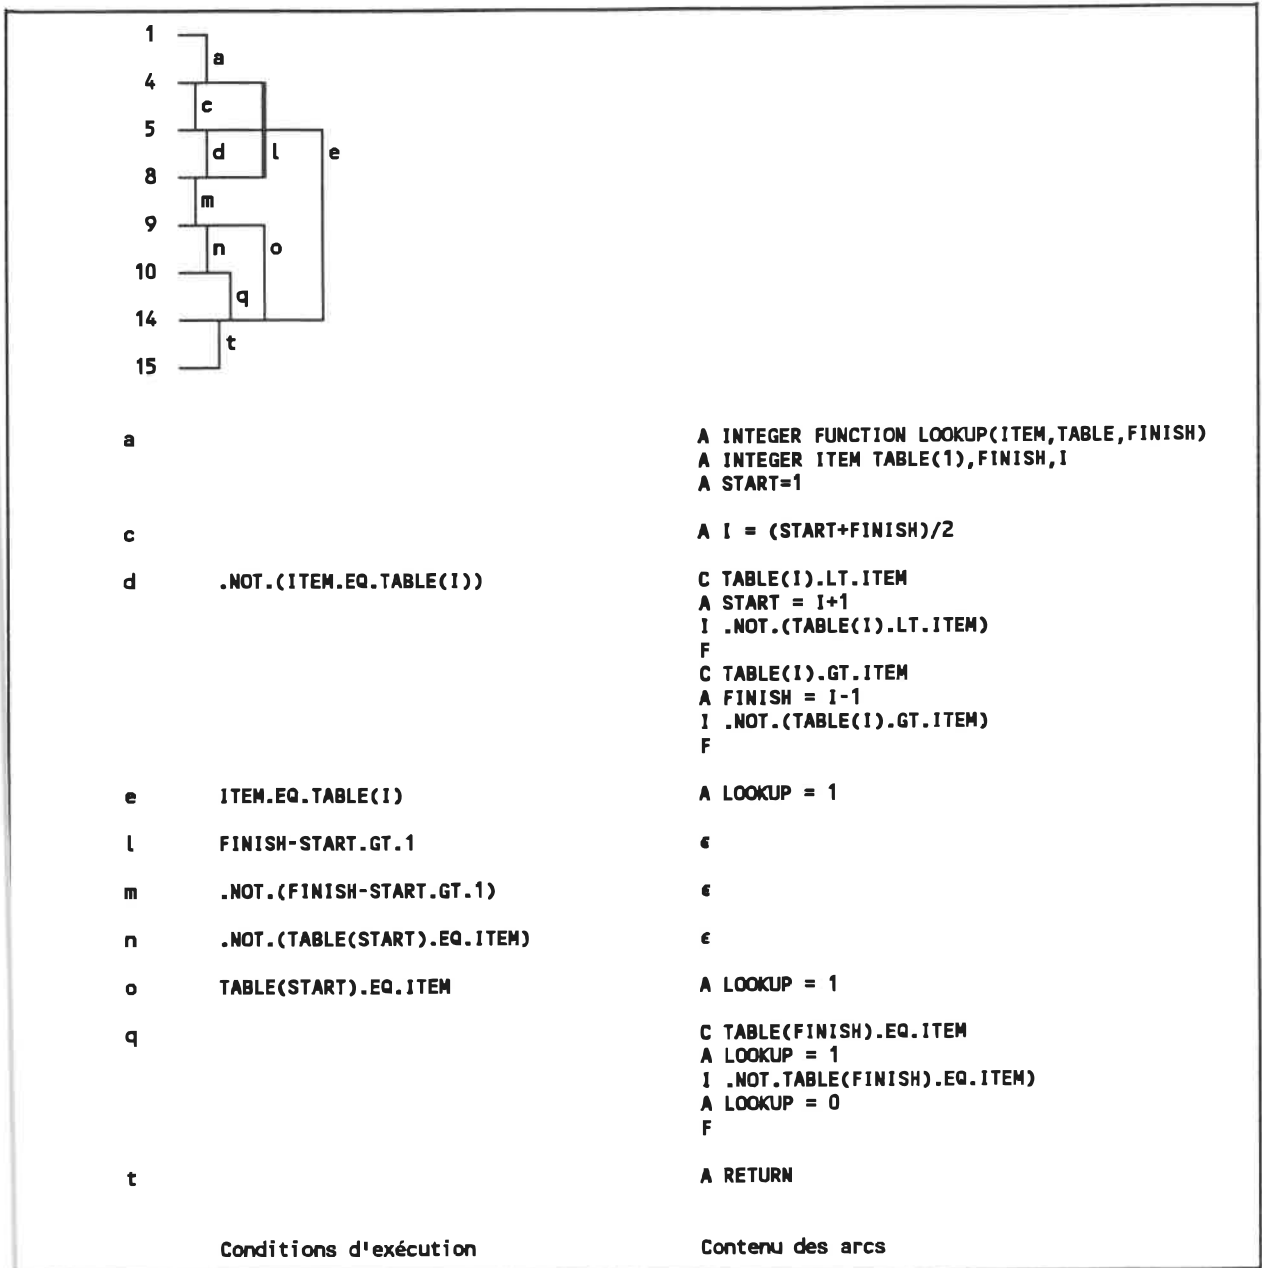 1
a
4
c
5
d l e
8
m
9
n o
10
q
14
t
15
a A INTEGER FUNCTION LOOKUP(ITEM,TABLE,FINISH)
A INTEGER ITEM TABLE(1),FINISH,I
A START=1
c A I = (START+FINISH)/2
d .NOT.(ITEM.EQ.TABLE(I)) C TABLE(I).LT.ITEM
A START = I+1
I .NOT.(TABLE(I).LT.ITEM)
F
C TABLE(I).GT.ITEM
A FINISH = I-1
I .NOT.(TABLE(I).GT.ITEM)
F
e ITEM.EQ.TABLE(I) A LOOKUP = 1
l FINISH-START.GT.1 ϵ
m .NOT.(FINISH-START.GT.1) ϵ
n .NOT.(TABLE(START).EQ.ITEM) ϵ
o TABLE(START).EQ.ITEM A LOOKUP = 1
q C TABLE(FINISH).EQ.ITEM
A LOOKUP = 1
I .NOT.TABLE(FINISH).EQ.ITEM)
A LOOKUP = 0
F
t A RETURN
Conditions d'exécution Contenu des arcs